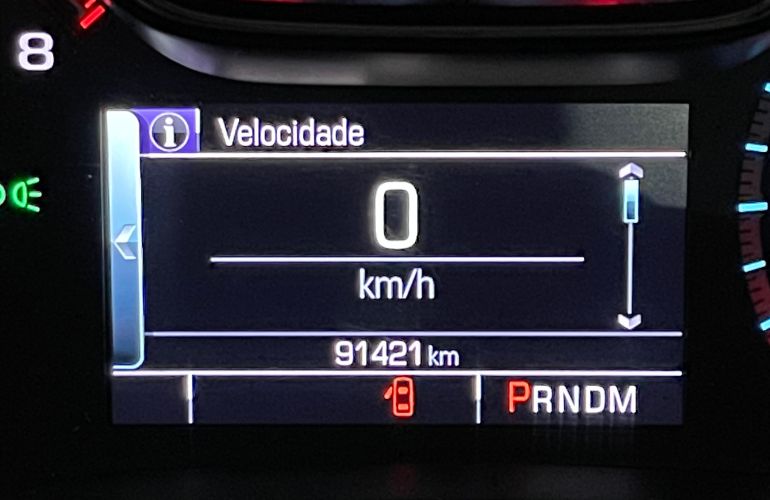 8
i Velocidade
0
km/h
91421 km
PRNDM